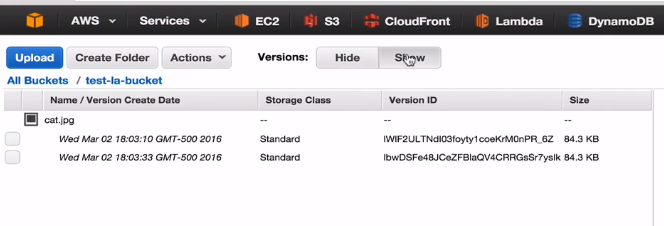 AWS Services EC2 S3 CloudFront Lambda DynamoDB
Upload Create Folder Actions Versions: Hide Show
All Buckets / test-la-bucket
Name / Version Create Date Storage Class Version ID Size
cat.jpg -- -- --
Wed Mar 02 18:03:10 GMT-500 2016 Standard 84.3 KB
Wed Mar 02 18:03:33 GMT-500 2016 Standard 84.3 KB